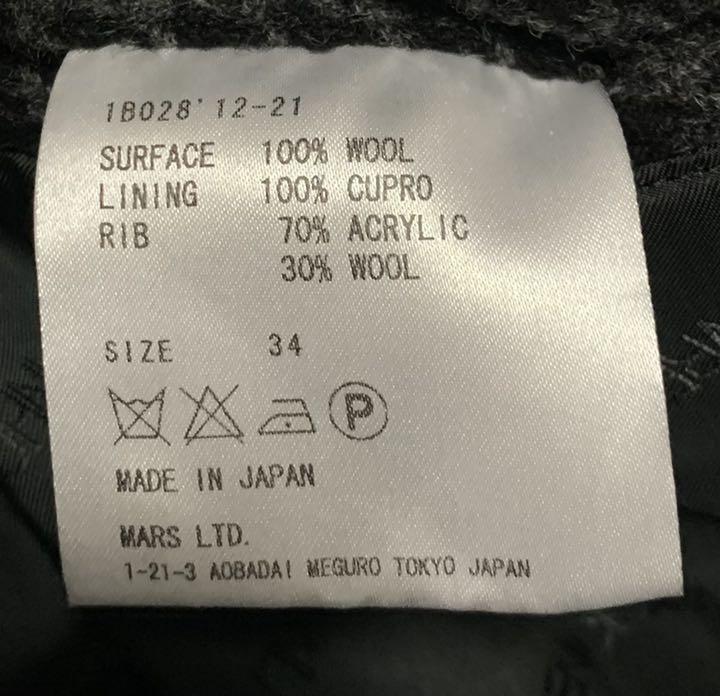 1B028'12-21
SURFACE 100% WOOL
LINING 100% CUPRO
RIB 70% ACRYLIC
30% WOOL
SIZE 34
P
MADE IN JAPAN
MARS LTD.
1-21-3 AOBADAI MEGURO TOKYO JAPAN